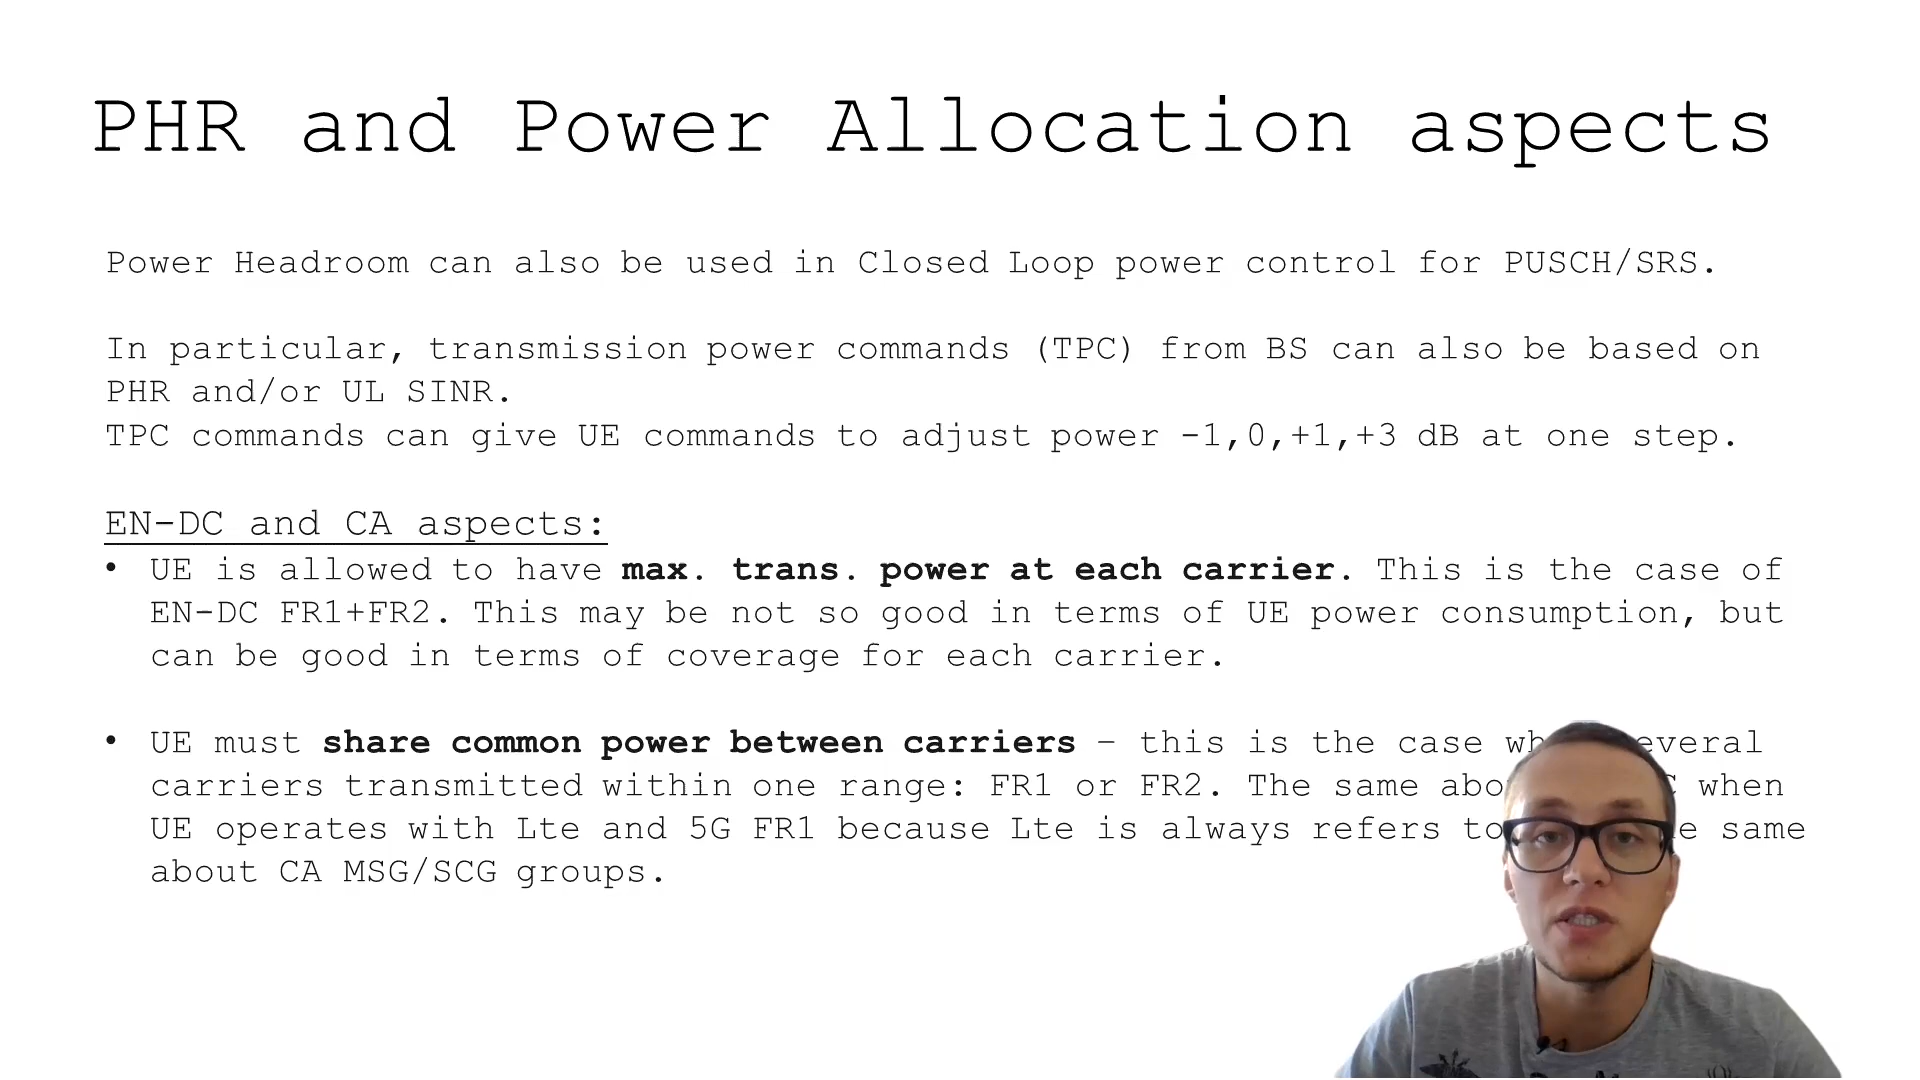 PHR and Power Allocation aspects
Power Headroom can also be used in Closed Loop power control for PUSCH/SRS.
In particular, transmission power commands (TPC) from BS can also be based on
PHR and/or UL SINR.
TPC commands can give UE commands to adjust power -1,0,+1,+3 dB at one step.
EN-DC and CA aspects:
• UE is allowed to have max. trans. power at each carrier. This is the case of
EN-DC FR1+FR2. This may be not so good in terms of UE power consumption, but
can be good in terms of coverage for each carrier.
• UE must share common power between carriers – this is the case
carriers transmitted within one range: FR1 or FR2. The same when
UE operates with Lte and 5G FR1 because Lte is always refers to same
about CA MSG/SCG groups.